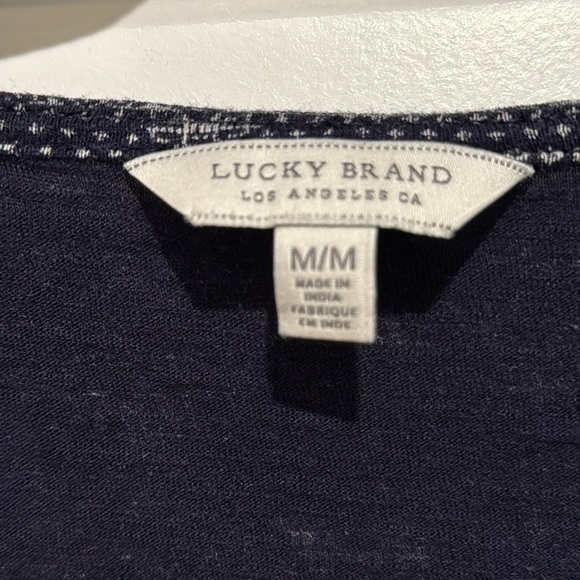 LUCKY BRAND
LOS ANGELES CA
M/M
MADE IN
INDIA
FABRIQUE
EN INDE